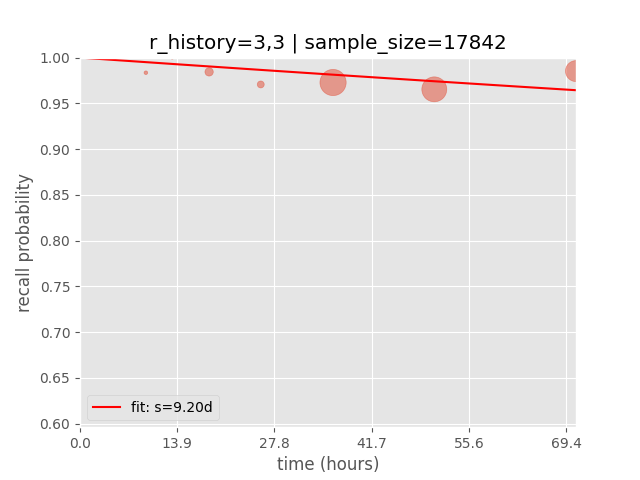 r_history=3,3 | sample_size=17842
1.00
0.95
0.90
0.85
0.80
0.75
0.70
0.65
0.60
recall probability
fit: s=9.20d
0.0 13.9 27.8 41.7 55.6 69.4
time (hours)